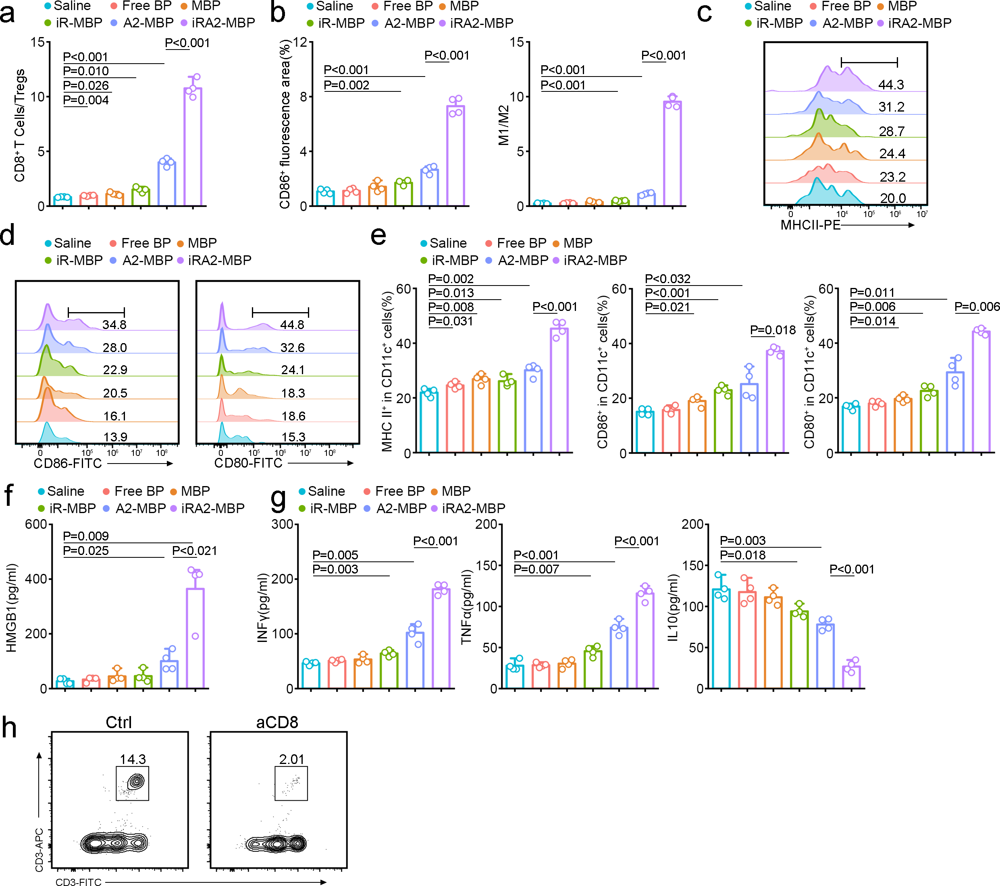 a
Saline Free BP MBP
iR-MBP A2-MBP iRA2-MBP
CD8⁺T Cells/Tregs
15
10
5
0
P<0.001
P<0.001
P=0.010
P=0.026
P=0.004
b
Saline Free BP MBP
iR-MBP A2-MBP iRA2-MBP
CD86⁺ fluorescence area(%)
12
8
4
0
P<0.001
P<0.001
P=0.002
M1/M2
15
10
5
0
P<0.001
P<0.001
P<0.001
c
Saline Free BP MBP
iR-MBP A2-MBP iRA2-MBP
44.3
31.2
28.7
24.4
23.2
20.0
0 10⁴ 10⁵ 10⁶ 10⁷
MHCII-PE
d
Saline Free BP MBP
iR-MBP A2-MBP iRA2-MBP
34.8
28.0
22.9
20.5
16.1
13.9
0 10⁵ 10⁶ 10⁷ 10⁸
CD86-FITC
44.8
32.6
24.1
18.3
18.6
15.3
0 10⁵ 10⁶ 10⁷ 10⁸
CD80-FITC
e
Saline Free BP MBP
iR-MBP A2-MBP iRA2-MBP
MHC II⁺ in CD11c⁺ cells(%)
60
40
20
0
P=0.002
P=0.013
P=0.008
P=0.031
P<0.001
CD86⁺ in CD11c⁺ cells(%)
60
40
20
0
P<0.032
P<0.001
P=0.021
P=0.018
CD80⁺ in CD11c⁺ cells(%)
60
40
20
0
P=0.011
P=0.006
P=0.014
P=0.006
f
Saline Free BP MBP
iR-MBP A2-MBP iRA2-MBP
HMGB1(pg/ml)
600
400
200
0
P=0.009
P=0.025
P<0.021
g
Saline Free BP MBP
iR-MBP A2-MBP iRA2-MBP
INFγ(pg/ml)
300
200
100
0
P<0.001
P=0.005
P=0.003
TNFα(pg/ml)
200
150
100
50
0
P<0.001
P<0.001
P=0.007
IL10(pg/ml)
200
150
100
50
0
P=0.003
P=0.018
P<0.001
h
Ctrl
14.3
aCD8
2.01
CD3-APC
CD3-FITC